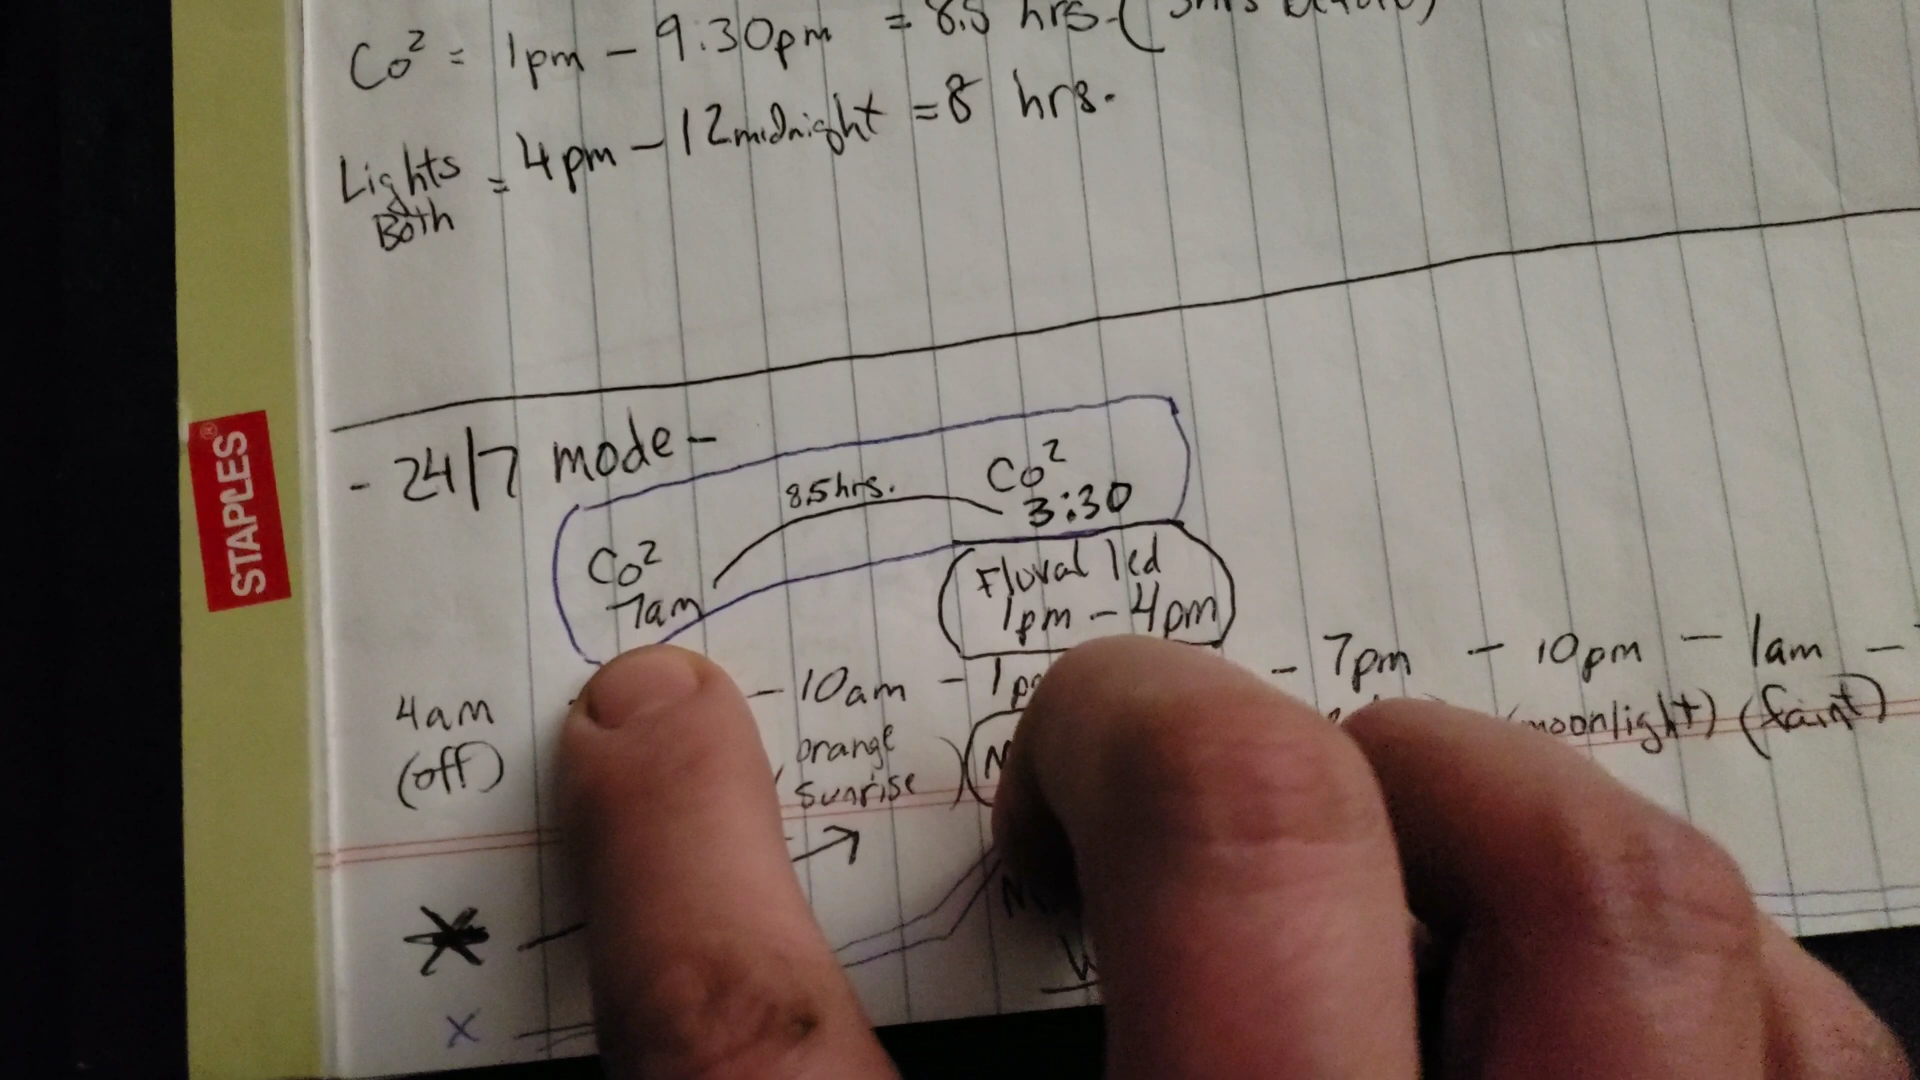 Co² = 1pm - 9:30pm = 8.5 hrs. (3hrs
Lights Both = 4pm - 12 midnight = 8 hrs.
- 24/7 mode -
8.5 hrs.
Co² 7am
Co² 3:30
Fluval led
1pm - 4pm
4am - 10am - 1pm - 7pm - 10pm - 1am -
(off) (orange sunrise) (moonlight) (faint)
STAPLES®